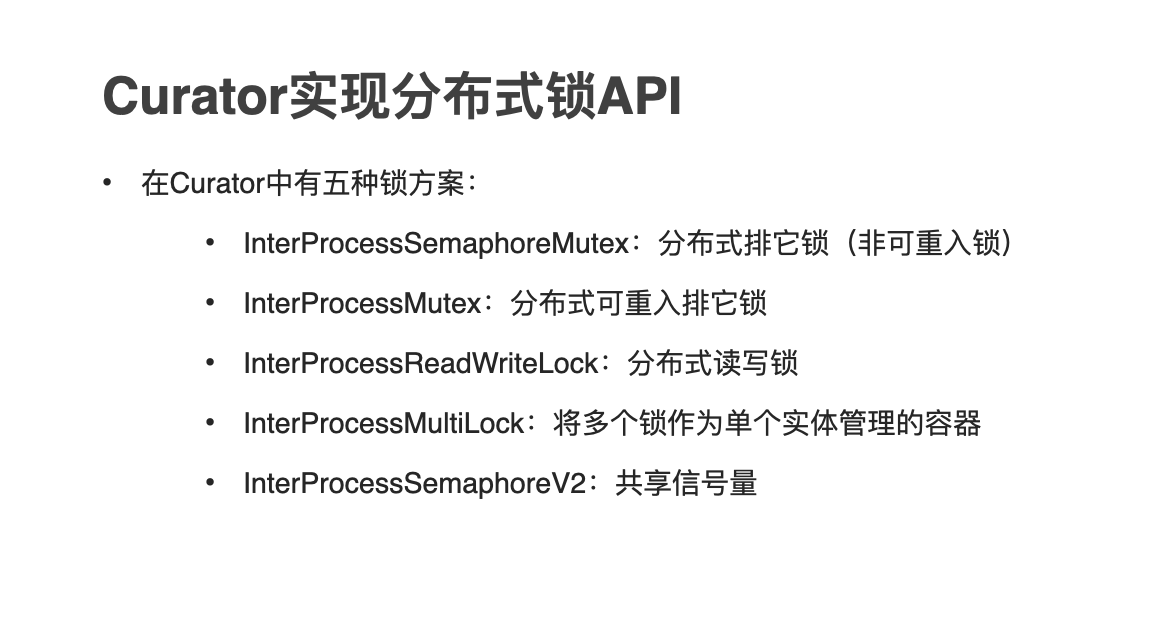 Curator实现分布式锁API
• 在Curator中有五种锁方案：
• InterProcessSemaphoreMutex：分布式排它锁（非可重入锁）
• InterProcessMutex：分布式可重入排它锁
• InterProcessReadWriteLock：分布式读写锁
• InterProcessMultiLock：将多个锁作为单个实体管理的容器
• InterProcessSemaphoreV2：共享信号量